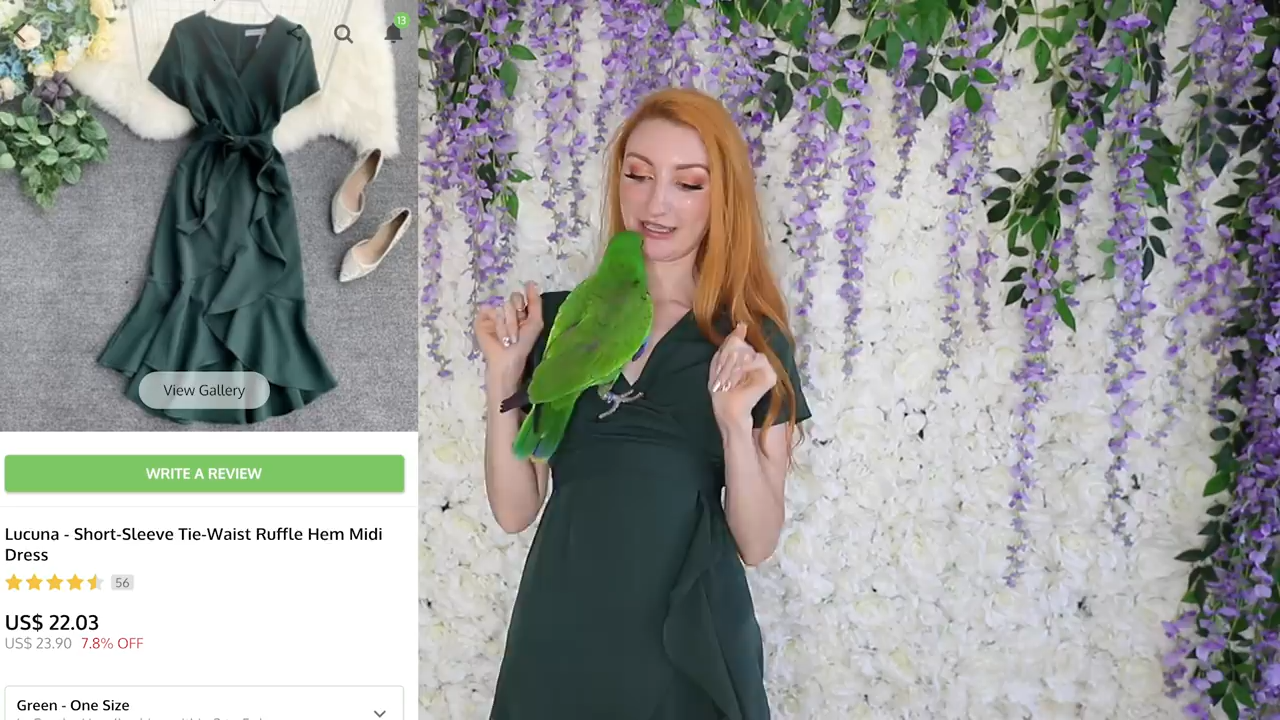 13
View Gallery
WRITE A REVIEW
Lucuna - Short-Sleeve Tie-Waist Ruffle Hem Midi
Dress
56
US$ 22.03
US$ 23.90 7.8% OFF
Green - One Size